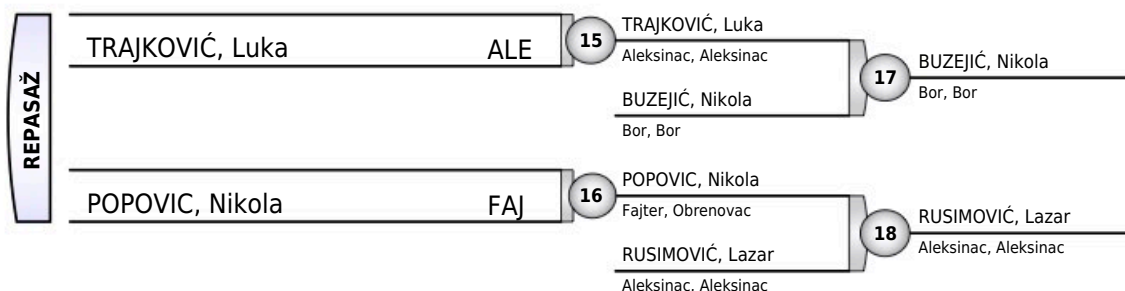 REPASAŽ
TRAJKOVIĆ, Luka ALE
15
TRAJKOVIĆ, Luka
Aleksinac, Aleksinac
BUZEJIĆ, Nikola
Bor, Bor
17
BUZEJIĆ, Nikola
Bor, Bor
POPOVIC, Nikola FAJ
16
POPOVIC, Nikola
Fajter, Obrenovac
RUSIMOVIĆ, Lazar
Aleksinac, Aleksinac
18
RUSIMOVIĆ, Lazar
Aleksinac, Aleksinac